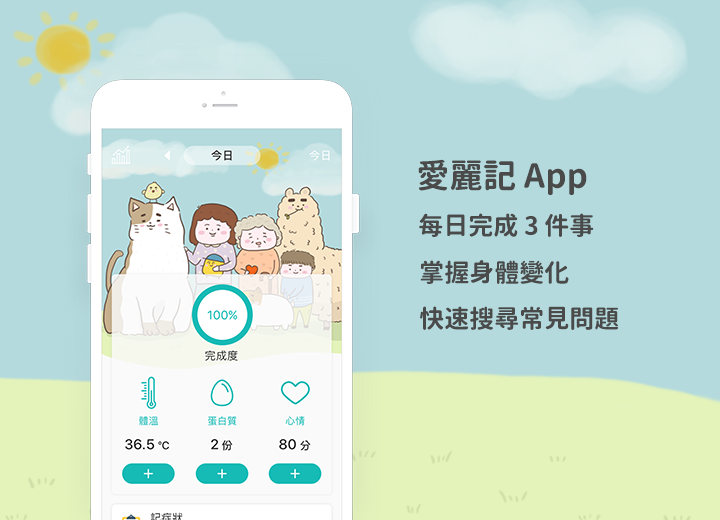 今日
今日
100%
完成度
體溫
蛋白質
心情
36.5 °C
2 份
80 分
+
+
+
記症狀
愛麗記 App
每日完成 3 件事
掌握身體變化
快速搜尋常見問題